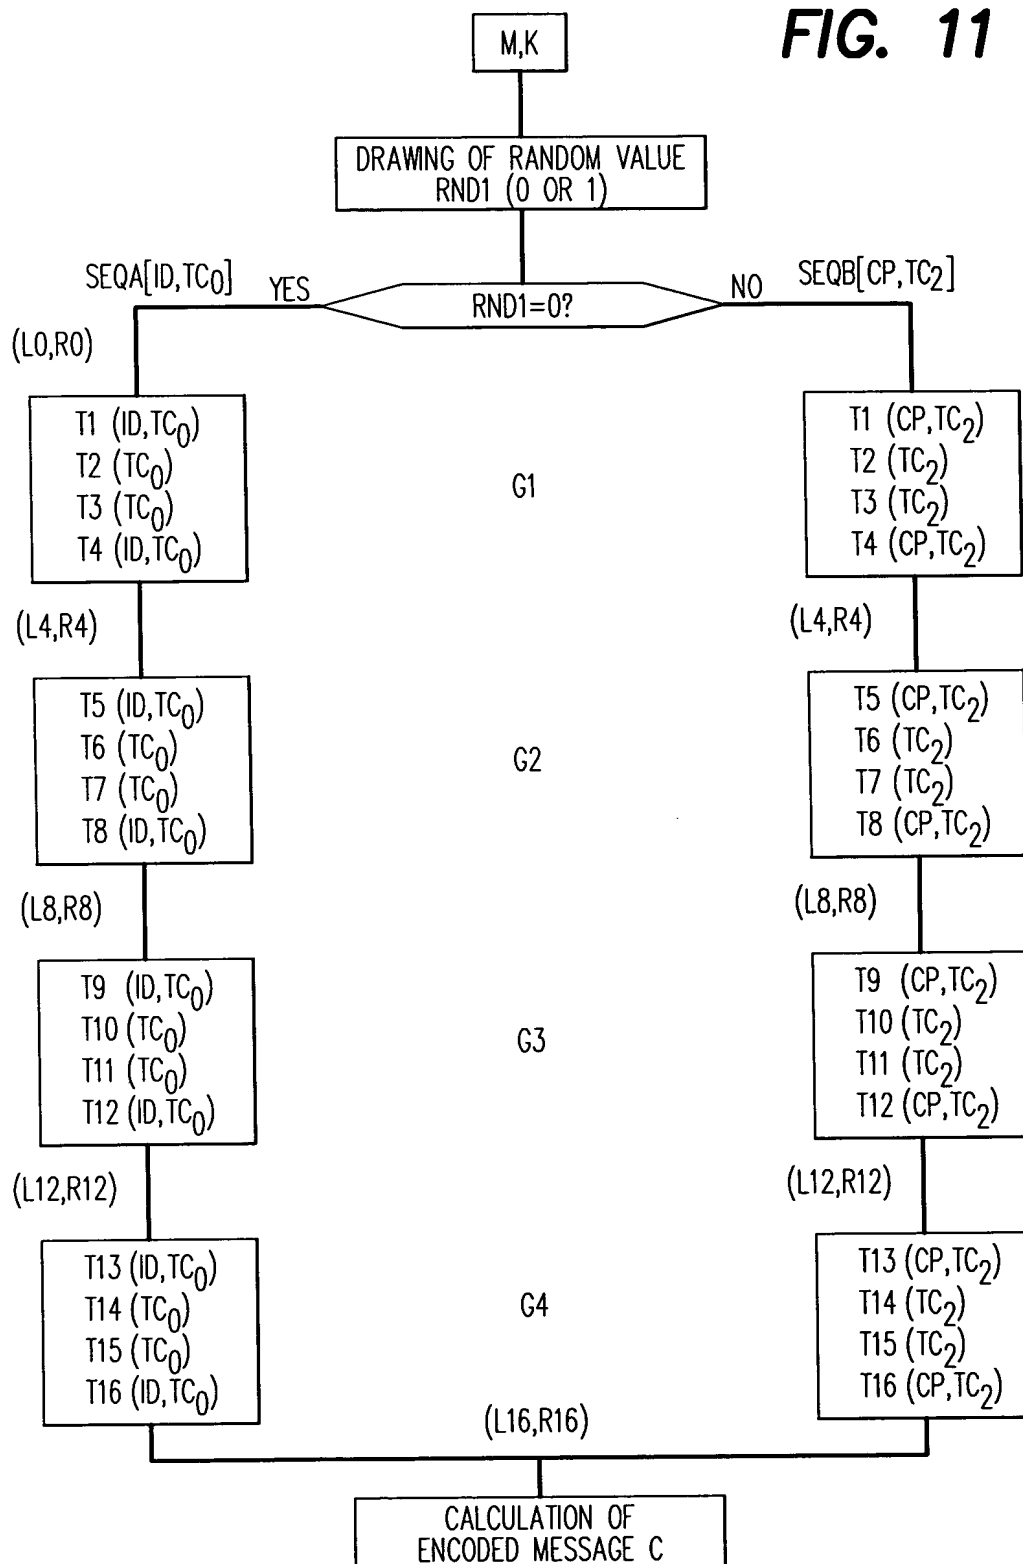 FIG. 11
M,K
DRAWING OF RANDOM VALUE
RND1 (0 OR 1)
SEQA[ID,TC0]
YES
RND1=0?
NO
SEQB[CP,TC2]
(L0,R0)
T1 (ID,TC0)
T2 (TC0)
T3 (TC0)
T4 (ID,TC0)
G1
T1 (CP,TC2)
T2 (TC2)
T3 (TC2)
T4 (CP,TC2)
(L4,R4)
(L4,R4)
T5 (ID,TC0)
T6 (TC0)
T7 (TC0)
T8 (ID,TC0)
G2
T5 (CP,TC2)
T6 (TC2)
T7 (TC2)
T8 (CP,TC2)
(L8,R8)
(L8,R8)
T9 (ID,TC0)
T10 (TC0)
T11 (TC0)
T12 (ID,TC0)
G3
T9 (CP,TC2)
T10 (TC2)
T11 (TC2)
T12 (CP,TC2)
(L12,R12)
(L12,R12)
T13 (ID,TC0)
T14 (TC0)
T15 (TC0)
T16 (ID,TC0)
G4
T13 (CP,TC2)
T14 (TC2)
T15 (TC2)
T16 (CP,TC2)
(L16,R16)
CALCULATION OF
ENCODED MESSAGE C